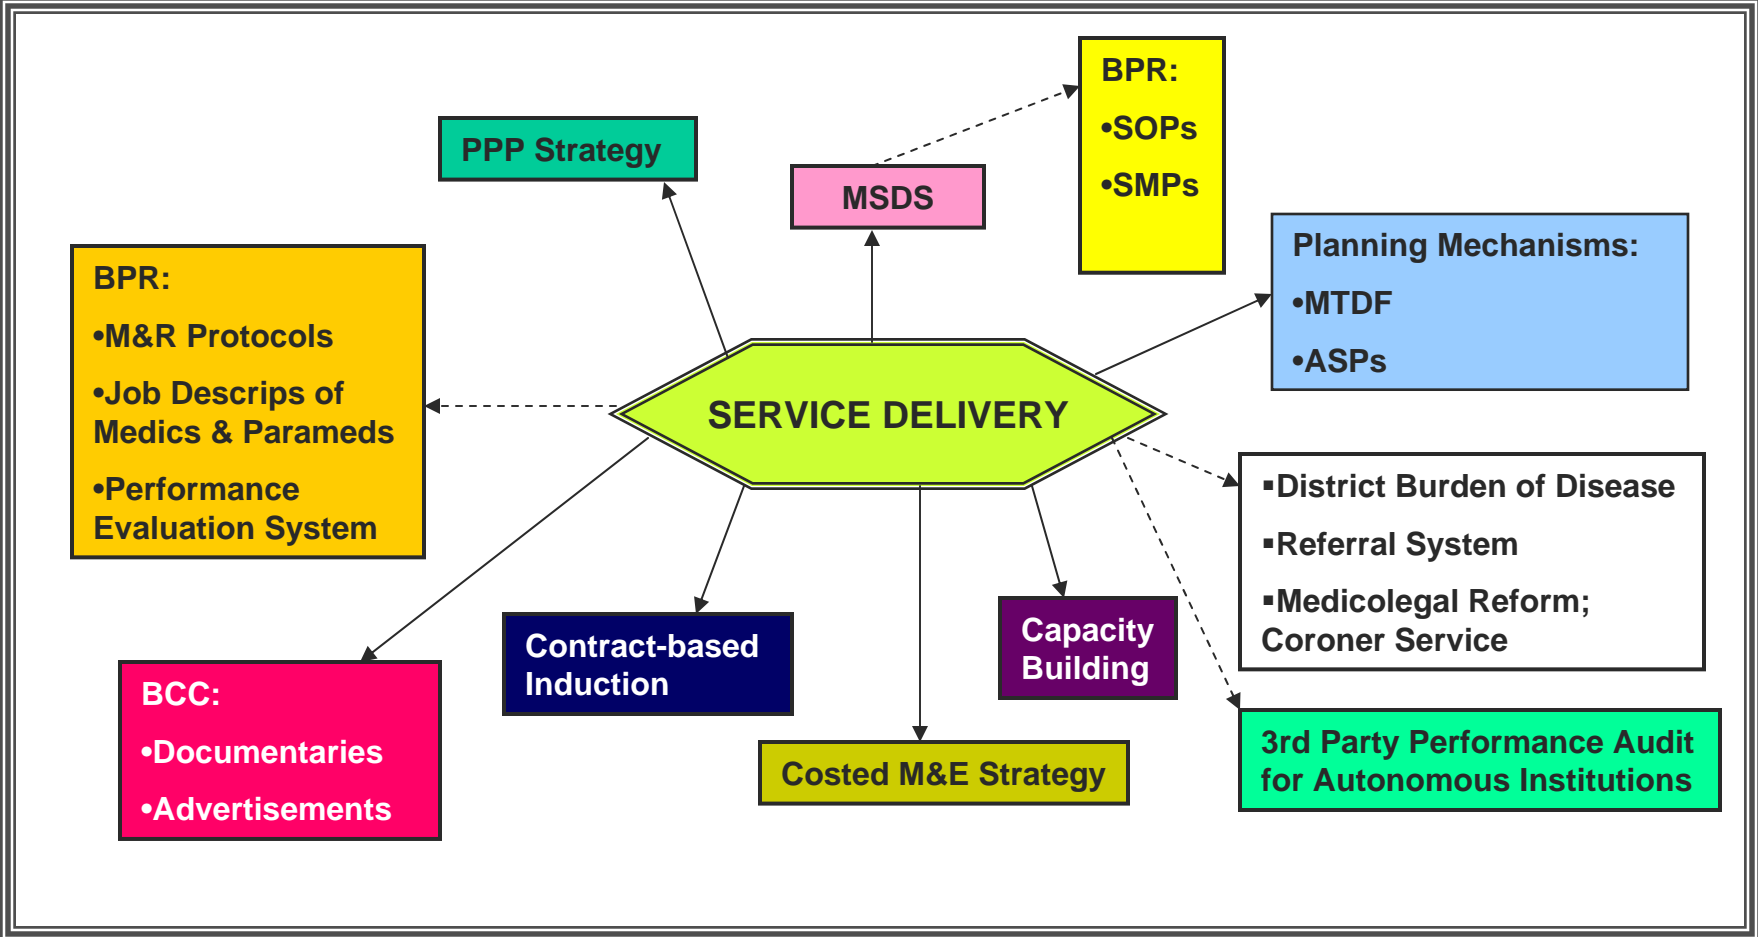 BPR:
•SOPs
•SMPs
PPP Strategy
MSDS
Planning Mechanisms:
•MTDF
•ASPs
BPR:
•M&R Protocols
•Job Descrips of
Medics & Parameds
•Performance
Evaluation System
SERVICE DELIVERY
▪District Burden of Disease
▪Referral System
▪Medicolegal Reform;
Coroner Service
Contract-based
Induction
Capacity
Building
BCC:
•Documentaries
•Advertisements
Costed M&E Strategy
3rd Party Performance Audit
for Autonomous Institutions